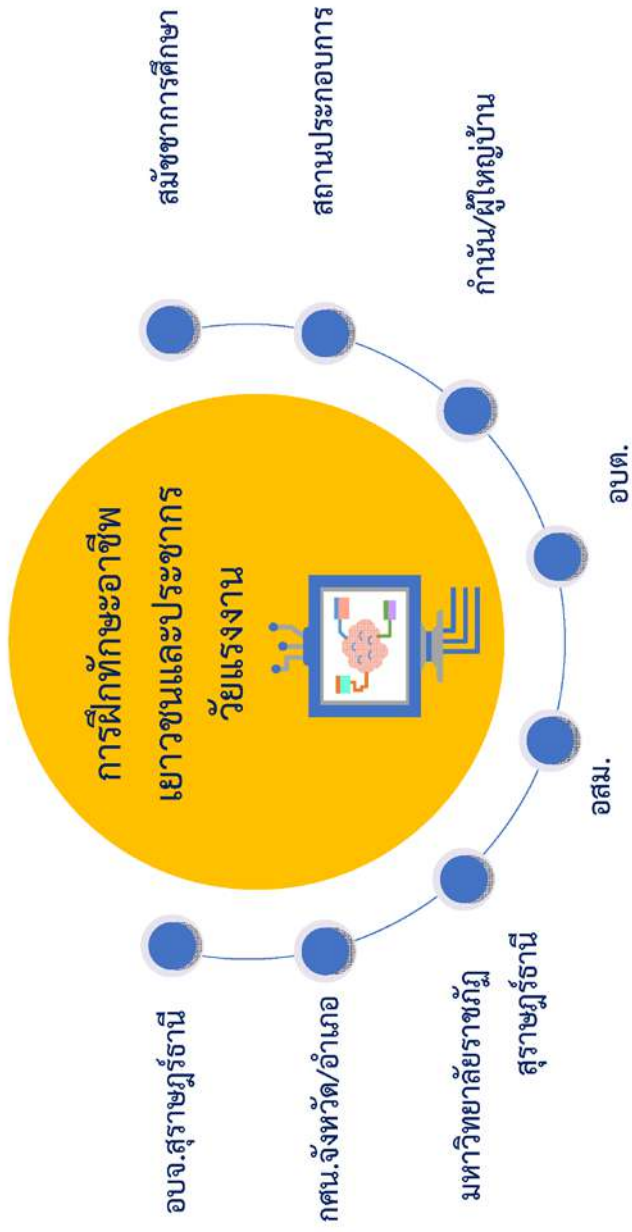 การฝึกทักษะอาชีพ
เยาวชนและประชากร
วัยแรงงาน
อบจ.สุราษฎร์ธานี
กศน.จังหวัด/อำเภอ
มหาวิทยาลัยราชภัฏ
สุราษฎร์ธานี
อสม.
อบต.
กำนัน/ผู้ใหญ่บ้าน
สถานประกอบการ
สมัชชาการศึกษา